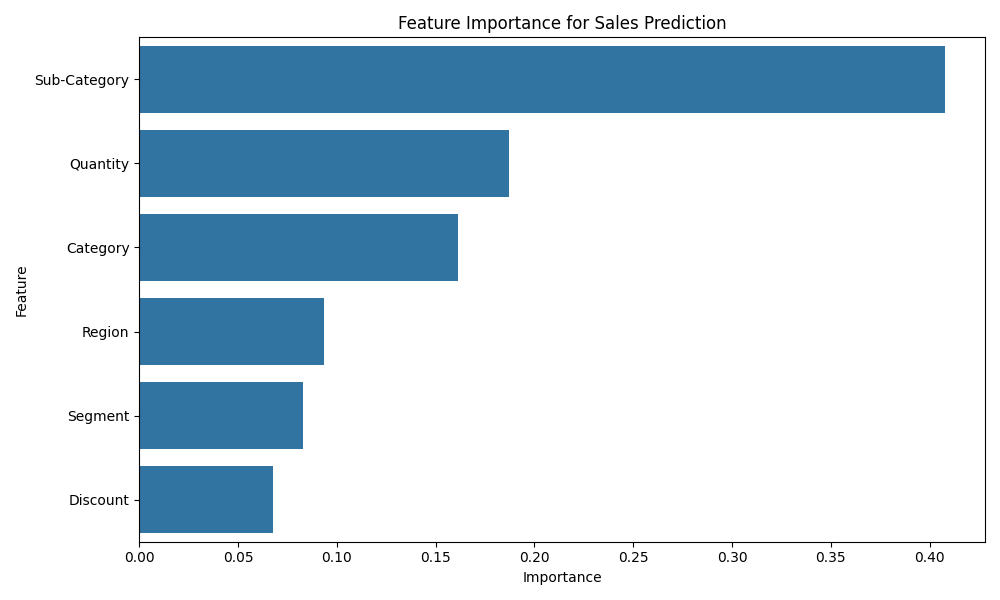 Feature Importance for Sales Prediction
Sub-Category
Quantity
Category
Region
Segment
Discount
Feature
0.00 0.05 0.10 0.15 0.20 0.25 0.30 0.35 0.40
Importance